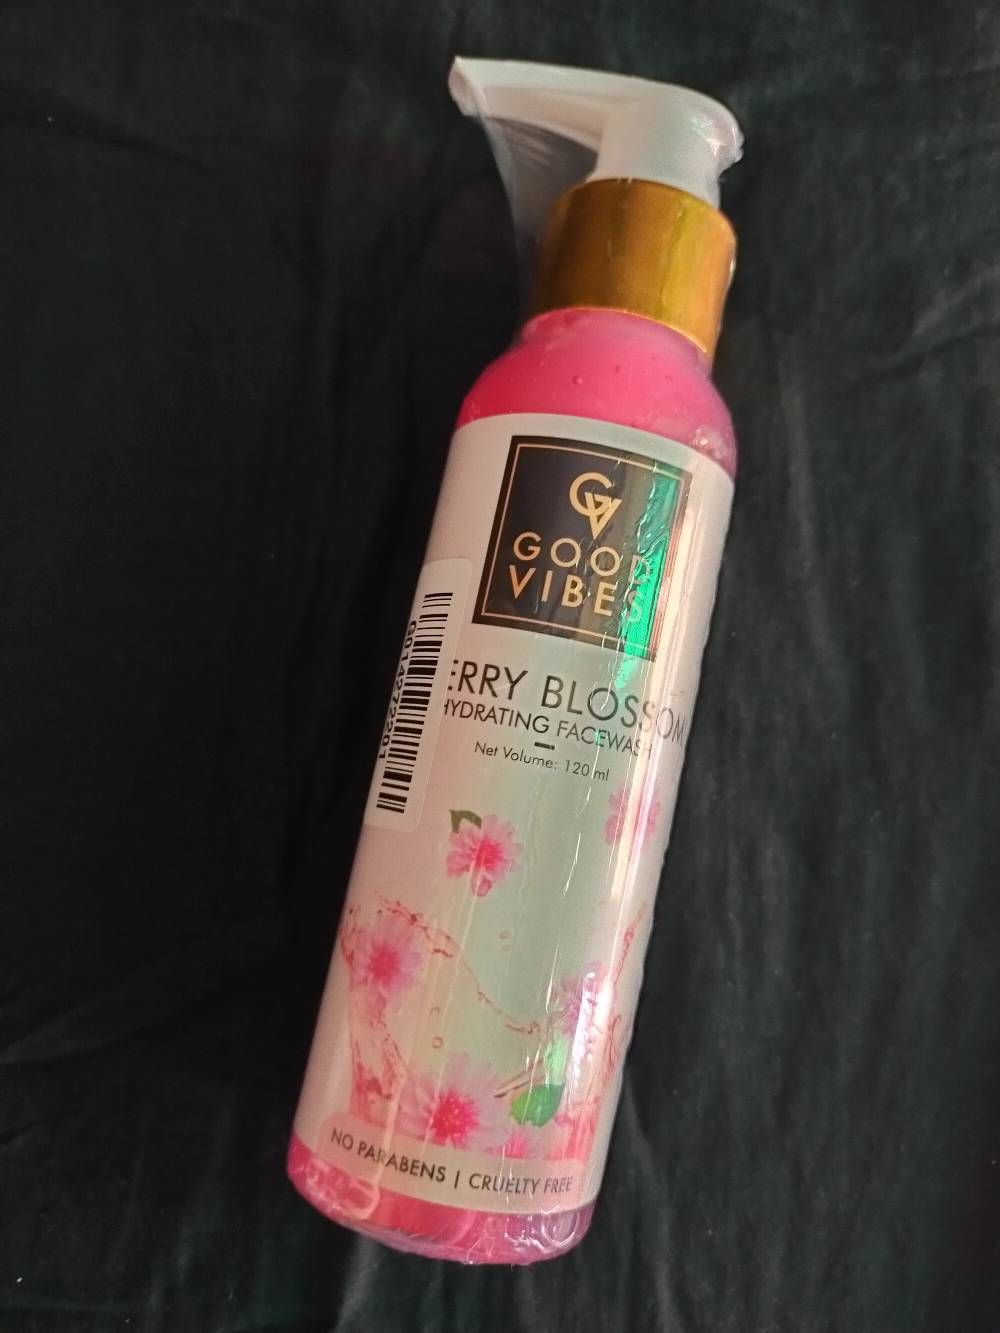 GV
GOOD
VIBES
ERRY BLOSSOM
HYDRATING FACEWASH
Net Volume: 120 ml
NO PARABENS | CRUELTY FREE